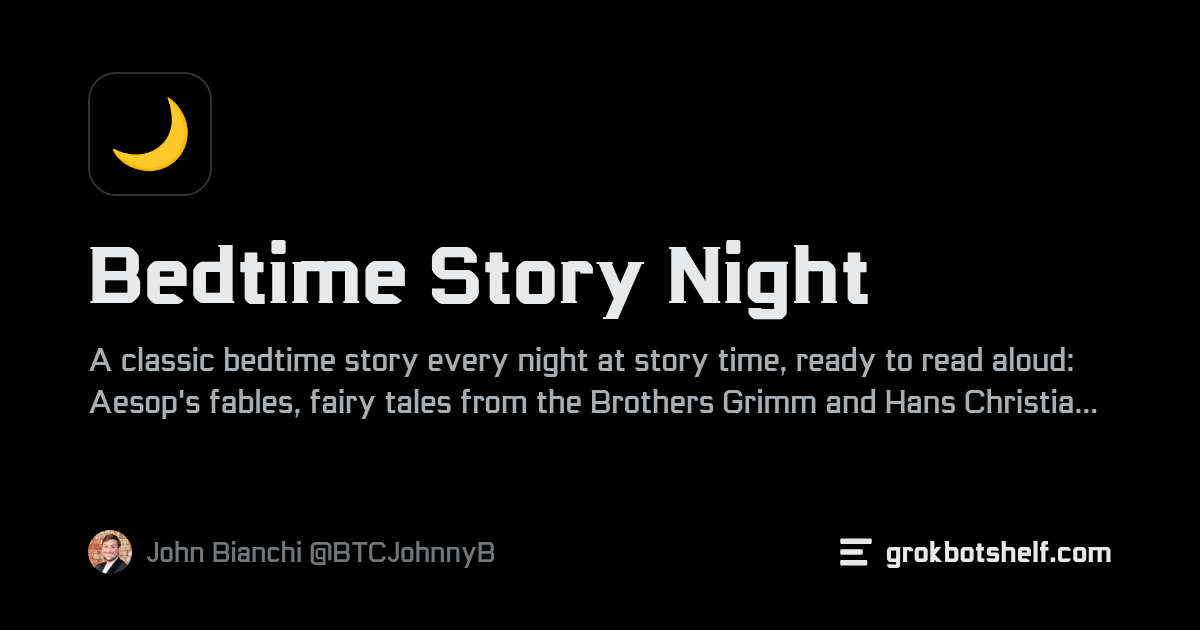 Bedtime Story Night
A classic bedtime story every night at story time, ready to read aloud:
Aesop's fables, fairy tales from the Brothers Grimm and Hans Christia...
John Bianchi @BTCJohnnyB
grokbotshelf.com